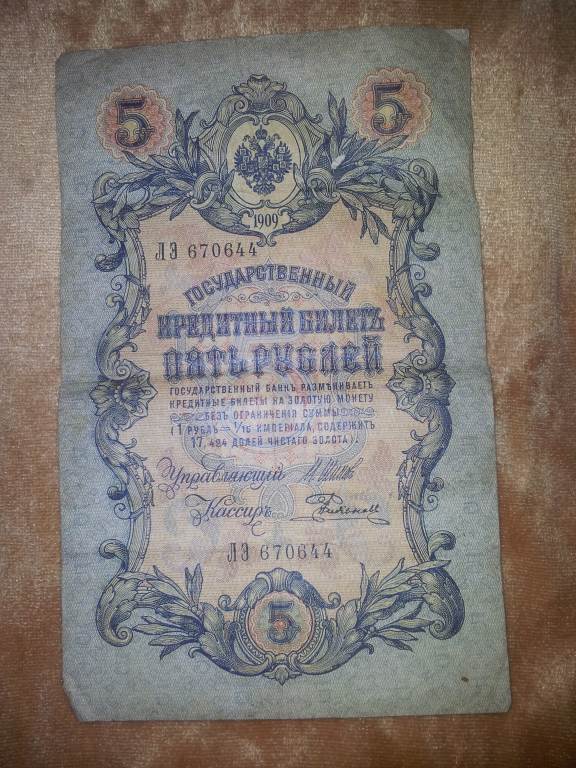 5 5
1909
ЛЭ 670644
ГОСУДАРСТВЕННЫЙ
КРЕДИТНЫЙ БИЛЕТЪ
ПЯТЬ РУБЛЕЙ
ГОСУДАРСТВЕННЫЙ БАНКЪ РАЗМѢНИВАЕТЪ
КРЕДИТНЫЕ БИЛЕТЫ НА ЗОЛОТУЮ МОНЕТУ
БЕЗЪ ОГРАНИЧЕНІЯ СУММЫ
(1 РУБЛЬ = 1/15 ИМПЕРІАЛА, СОДЕРЖИТЪ
17,424 ДОЛЕЙ ЧИСТАГО ЗОЛОТА).
Управляющій
Кассиръ
ЛЭ 670644
5